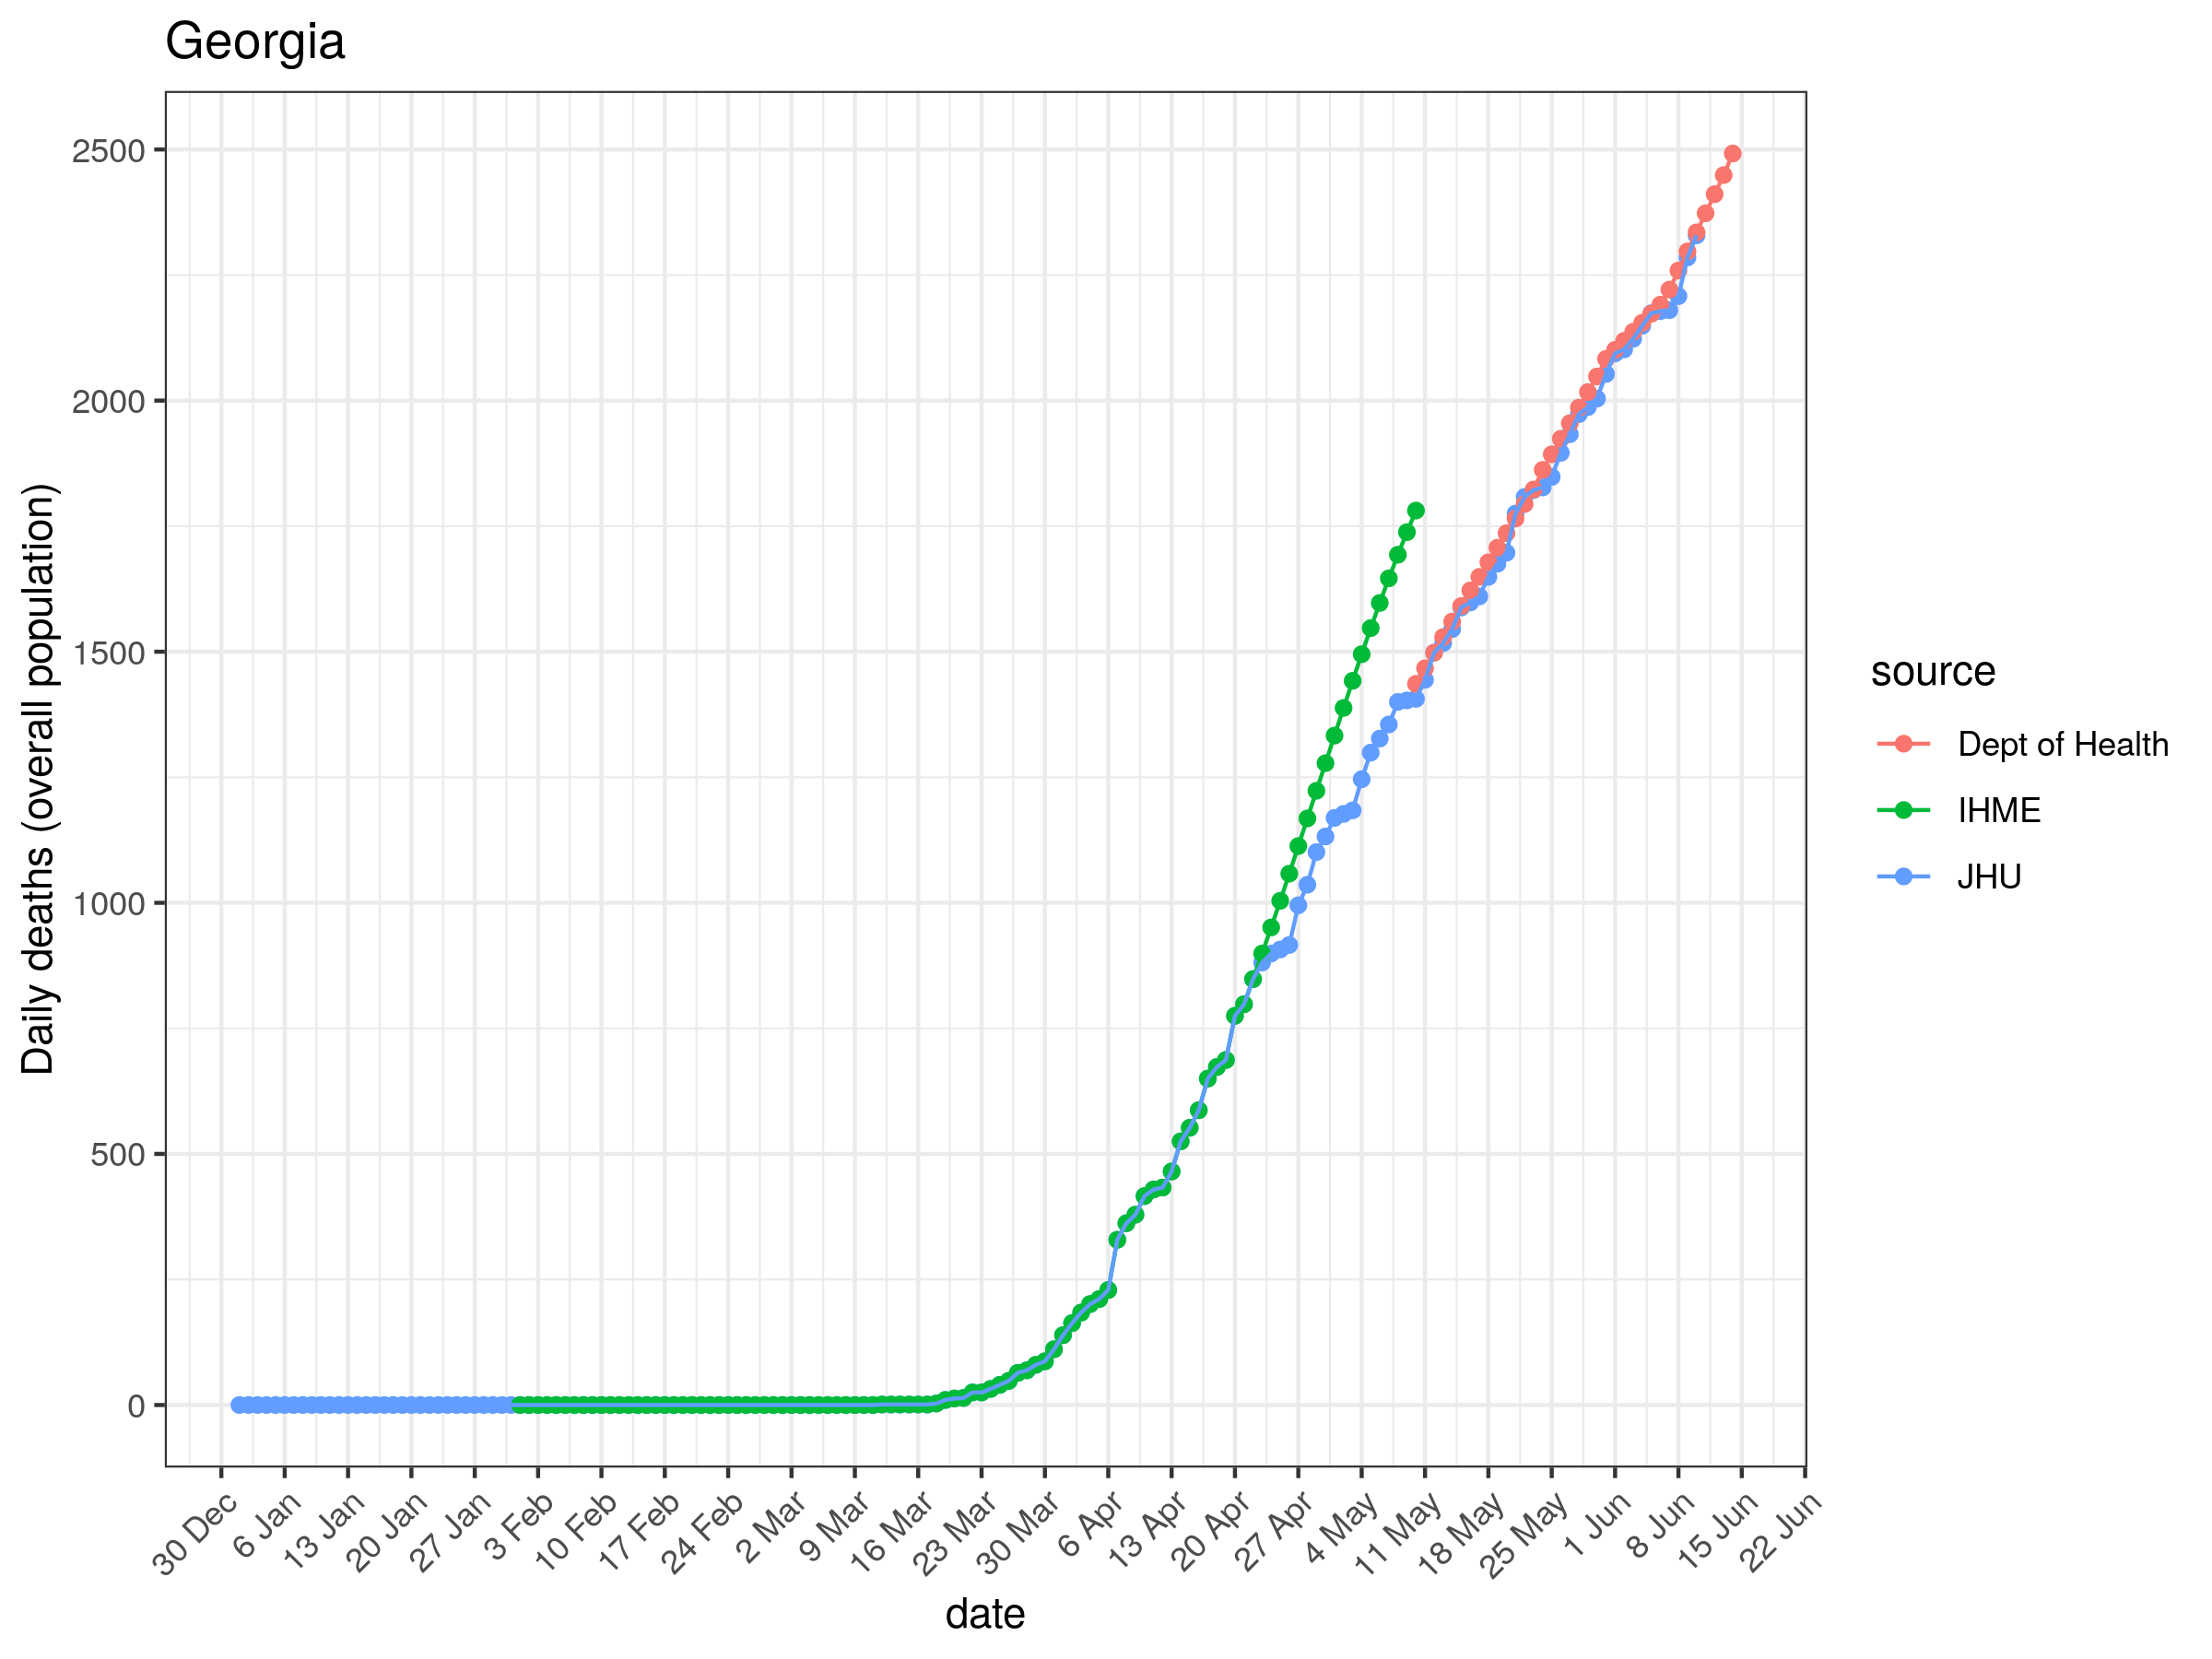 Georgia
Daily deaths (overall population)
2500
2000
1500
1000
500
0
30 Dec
6 Jan
13 Jan
20 Jan
27 Jan
3 Feb
10 Feb
17 Feb
24 Feb
2 Mar
9 Mar
16 Mar
23 Mar
30 Mar
6 Apr
13 Apr
20 Apr
27 Apr
4 May
11 May
18 May
25 May
1 Jun
8 Jun
15 Jun
22 Jun
date
source
Dept of Health
IHME
JHU